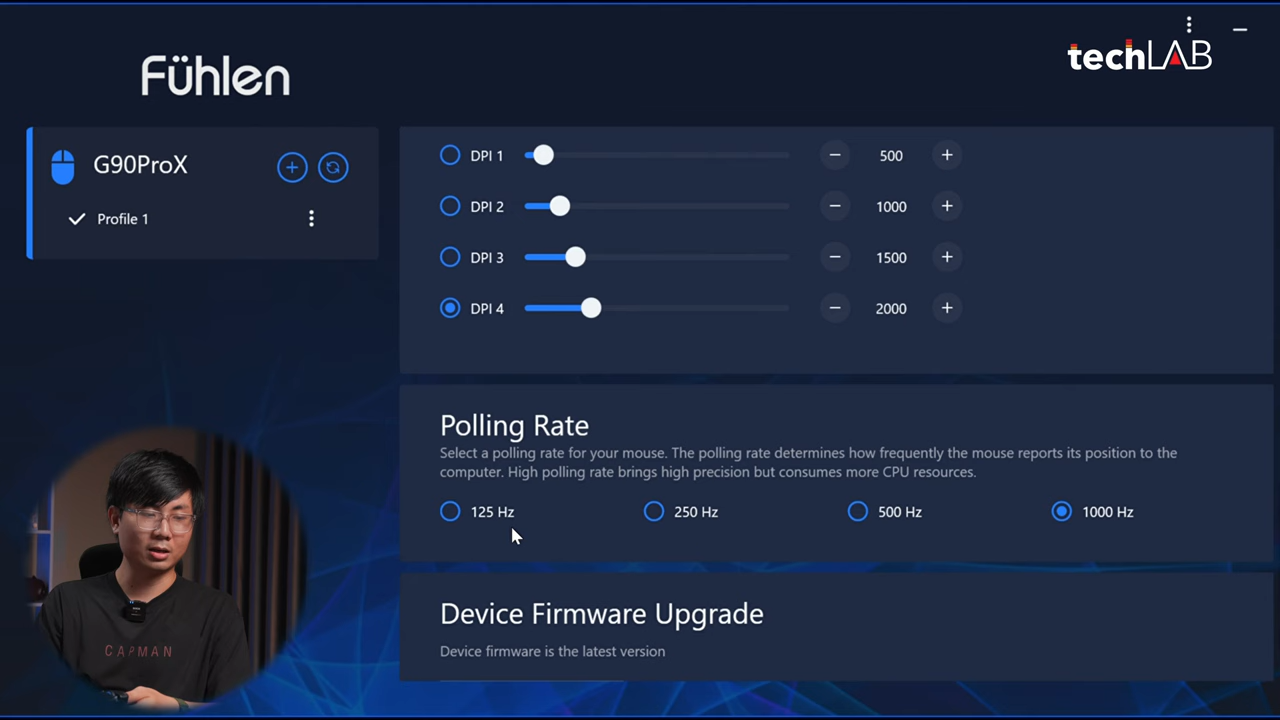 techLAB
Fühlen
G90ProX
Profile 1
DPI 1
500
DPI 2
1000
DPI 3
1500
DPI 4
2000
Polling Rate
Select a polling rate for your mouse. The polling rate determines how frequently the mouse reports its position to the
computer. High polling rate brings high precision but consumes more CPU resources.
125 Hz
250 Hz
500 Hz
1000 Hz
Device Firmware Upgrade
Device firmware is the latest version
CAPMAN